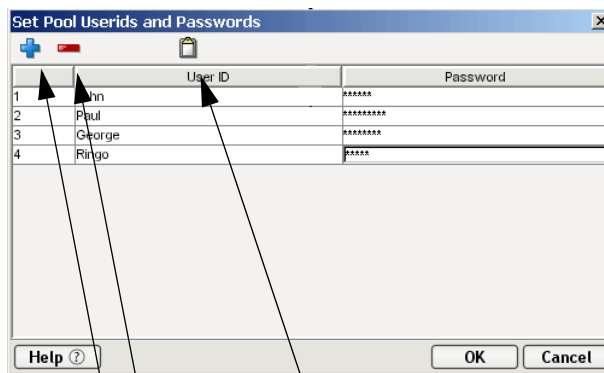 Set Pool Userids and Passwords
User ID Password
1 ****** 
2 Paul *********
3 George ********
4 Ringo *****
Help ?
OK Cancel